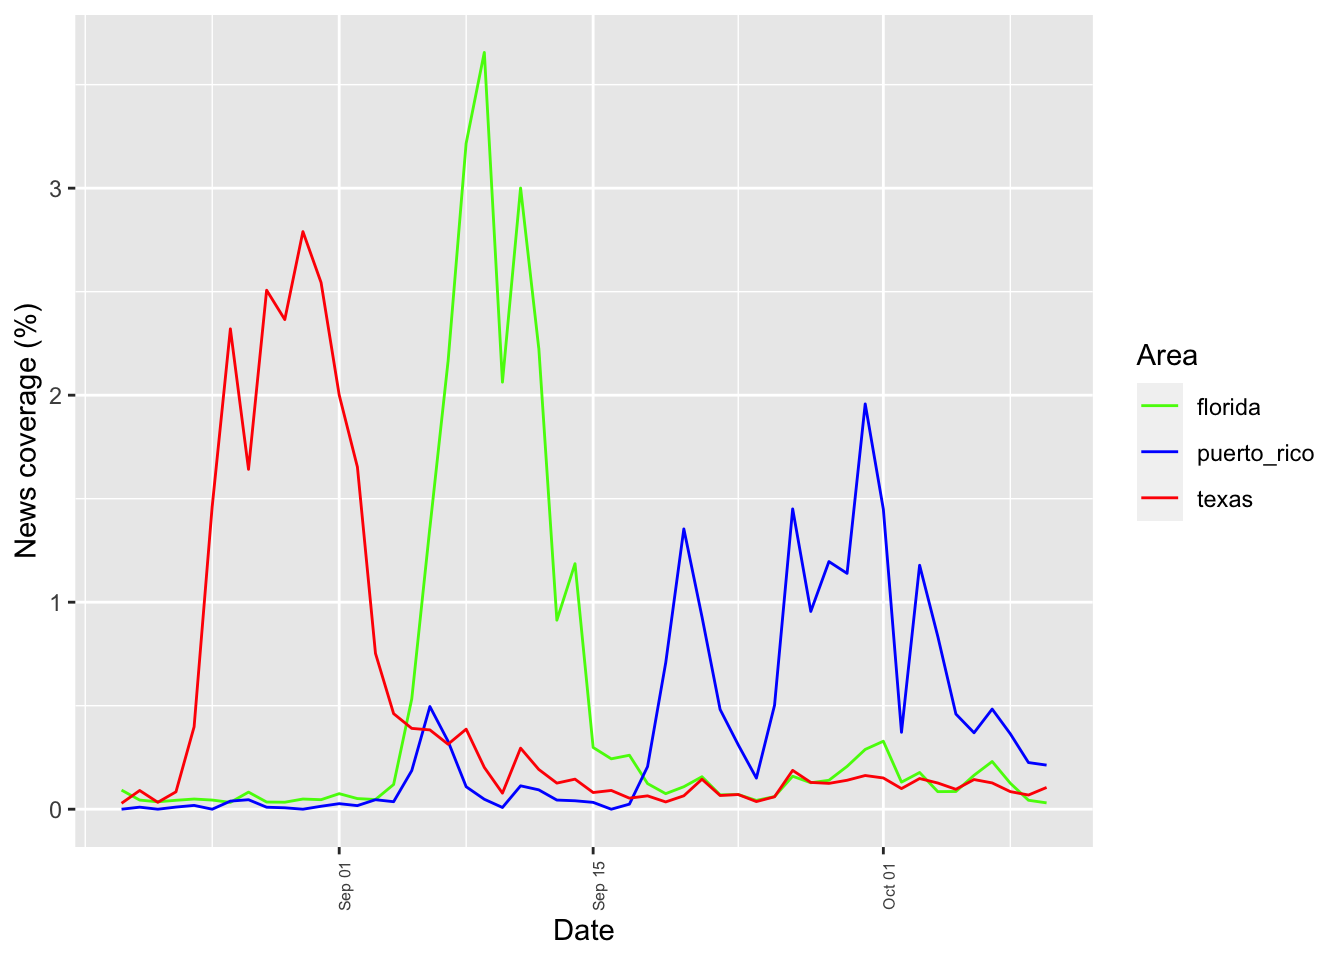 News coverage (%)
3
2
1
0
Sep 01
Sep 15
Oct 01
Date
Area
florida
puerto_rico
texas